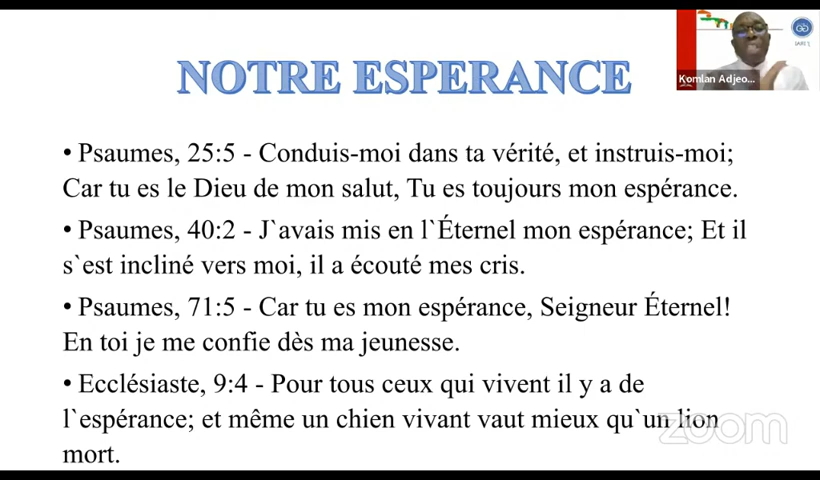 NOTRE ESPERANCE
Komlan Adjeo...
• Psaumes, 25:5 - Conduis-moi dans ta vérité, et instruis-moi;
Car tu es le Dieu de mon salut, Tu es toujours mon espérance.
• Psaumes, 40:2 - J`avais mis en l`Éternel mon espérance; Et il
s`est incliné vers moi, il a écouté mes cris.
• Psaumes, 71:5 - Car tu es mon espérance, Seigneur Éternel!
En toi je me confie dès ma jeunesse.
• Ecclésiaste, 9:4 - Pour tous ceux qui vivent il y a de
l`espérance; et même un chien vivant vaut mieux qu`un lion
mort.
zoom